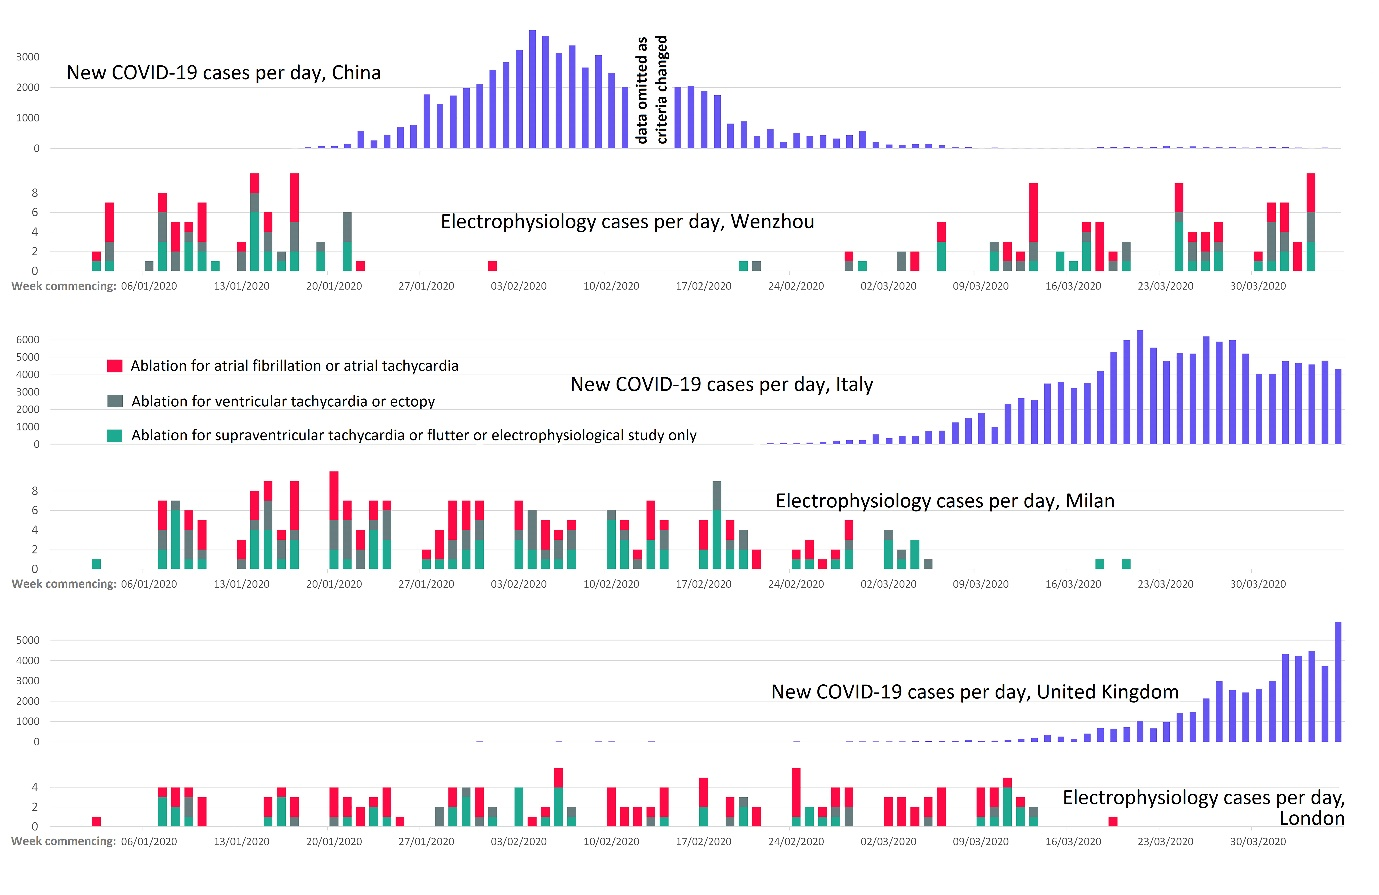 3000
New COVID-19 cases per day, China
2000
1000
0
data omitted as
criteria changed
8
6
Electrophysiology cases per day, Wenzhou
4
2
0
Week commencing: 06/01/2020 13/01/2020 20/01/2020 27/01/2020 03/02/2020 10/02/2020 17/02/2020 24/02/2020 02/03/2020 09/03/2020 16/03/2020 23/03/2020 30/03/2020
6000
5000
4000
3000
2000
1000
0
Ablation for atrial fibrillation or atrial tachycardia
New COVID-19 cases per day, Italy
Ablation for ventricular tachycardia or ectopy
Ablation for supraventricular tachycardia or flutter or electrophysiological study only
8
6
4
2
0
Electrophysiology cases per day, Milan
Week commencing: 06/01/2020 13/01/2020 20/01/2020 27/01/2020 03/02/2020 10/02/2020 17/02/2020 24/02/2020 02/03/2020 09/03/2020 16/03/2020 23/03/2020 30/03/2020
5000
4000
3000
2000
1000
0
New COVID-19 cases per day, United Kingdom
4
2
0
Electrophysiology cases per day,
London
Week commencing: 06/01/2020 13/01/2020 20/01/2020 27/01/2020 03/02/2020 10/02/2020 17/02/2020 24/02/2020 02/03/2020 09/03/2020 16/03/2020 23/03/2020 30/03/2020